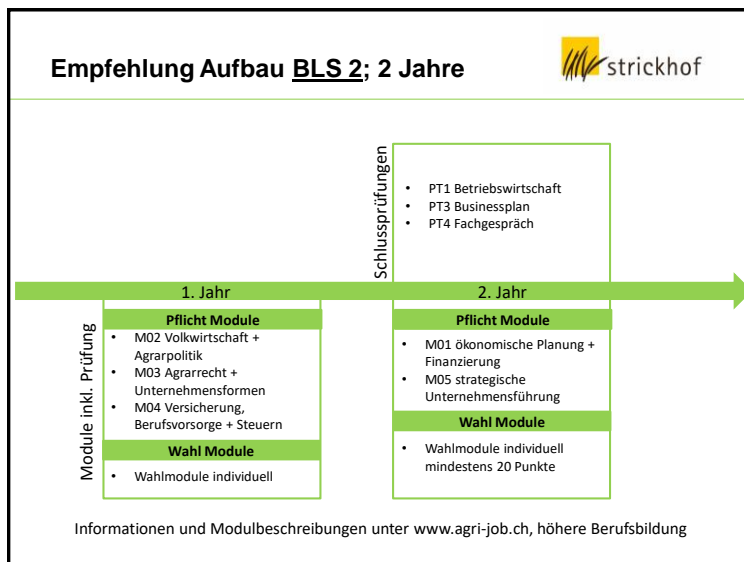 Empfehlung Aufbau BLS 2; 2 Jahre
strickhof
Schlussprüfungen
• PT1 Betriebswirtschaft
• PT3 Businessplan
• PT4 Fachgespräch
1. Jahr
2. Jahr
Module inkl. Prüfung
Pflicht Module
• M02 Volkwirtschaft +
Agrarpolitik
• M03 Agrarrecht +
Unternehmensformen
• M04 Versicherung,
Berufsvorsorge + Steuern
Wahl Module
• Wahlmodule individuell
Pflicht Module
• M01 ökonomische Planung +
Finanzierung
• M05 strategische
Unternehmensführung
Wahl Module
• Wahlmodule individuell
mindestens 20 Punkte
Informationen und Modulbeschreibungen unter www.agri-job.ch, höhere Berufsbildung